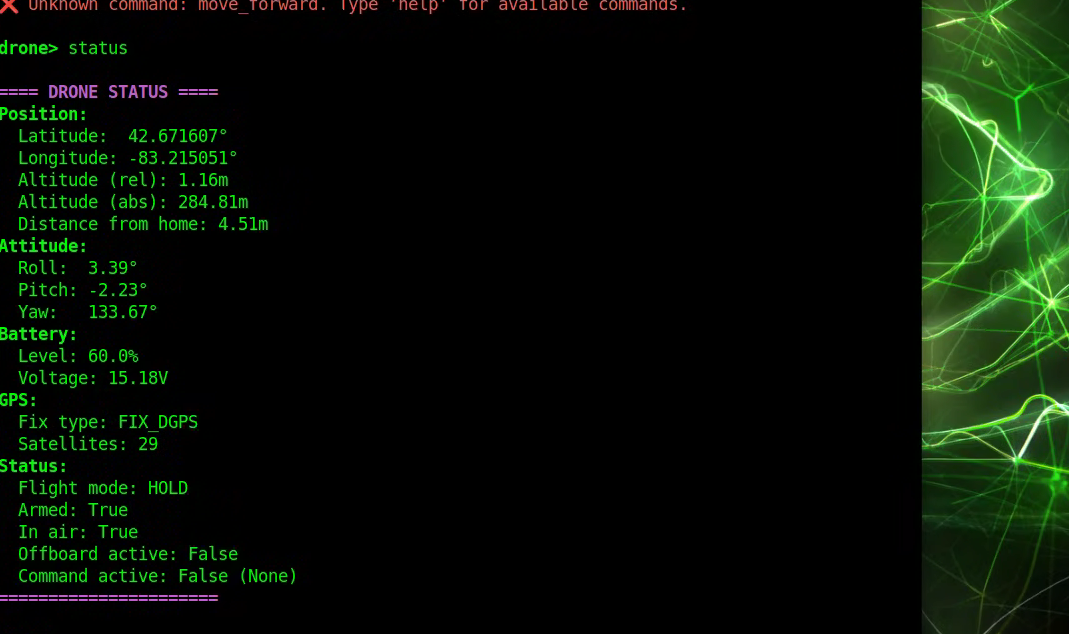 ❌ Unknown command: move_forward. Type 'help' for available commands.
drone> status
==== DRONE STATUS ====
Position:
Latitude: 42.671607°
Longitude: -83.215051°
Altitude (rel): 1.16m
Altitude (abs): 284.81m
Distance from home: 4.51m
Attitude:
Roll: 3.39°
Pitch: -2.23°
Yaw: 133.67°
Battery:
Level: 60.0%
Voltage: 15.18V
GPS:
Fix type: FIX_DGPS
Satellites: 29
Status:
Flight mode: HOLD
Armed: True
In air: True
Offboard active: False
Command active: False (None)
======================